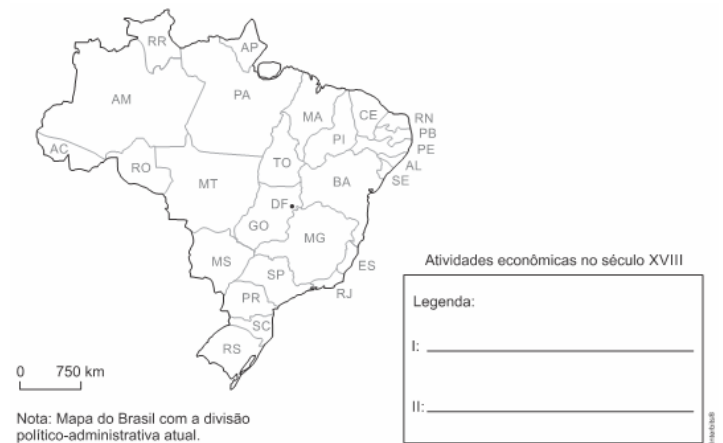 RR
AP
AM
PA
MA
CE
RN
PB
PE
AL
SE
PI
AC
RO
TO
BA
MT
DF
GO
MG
MS
ES
SP
RJ
PR
SC
RS
0 750 km
Nota: Mapa do Brasil com a divisão
político-administrativa atual.
Atividades econômicas no século XVIII
Legenda:
I:
II: